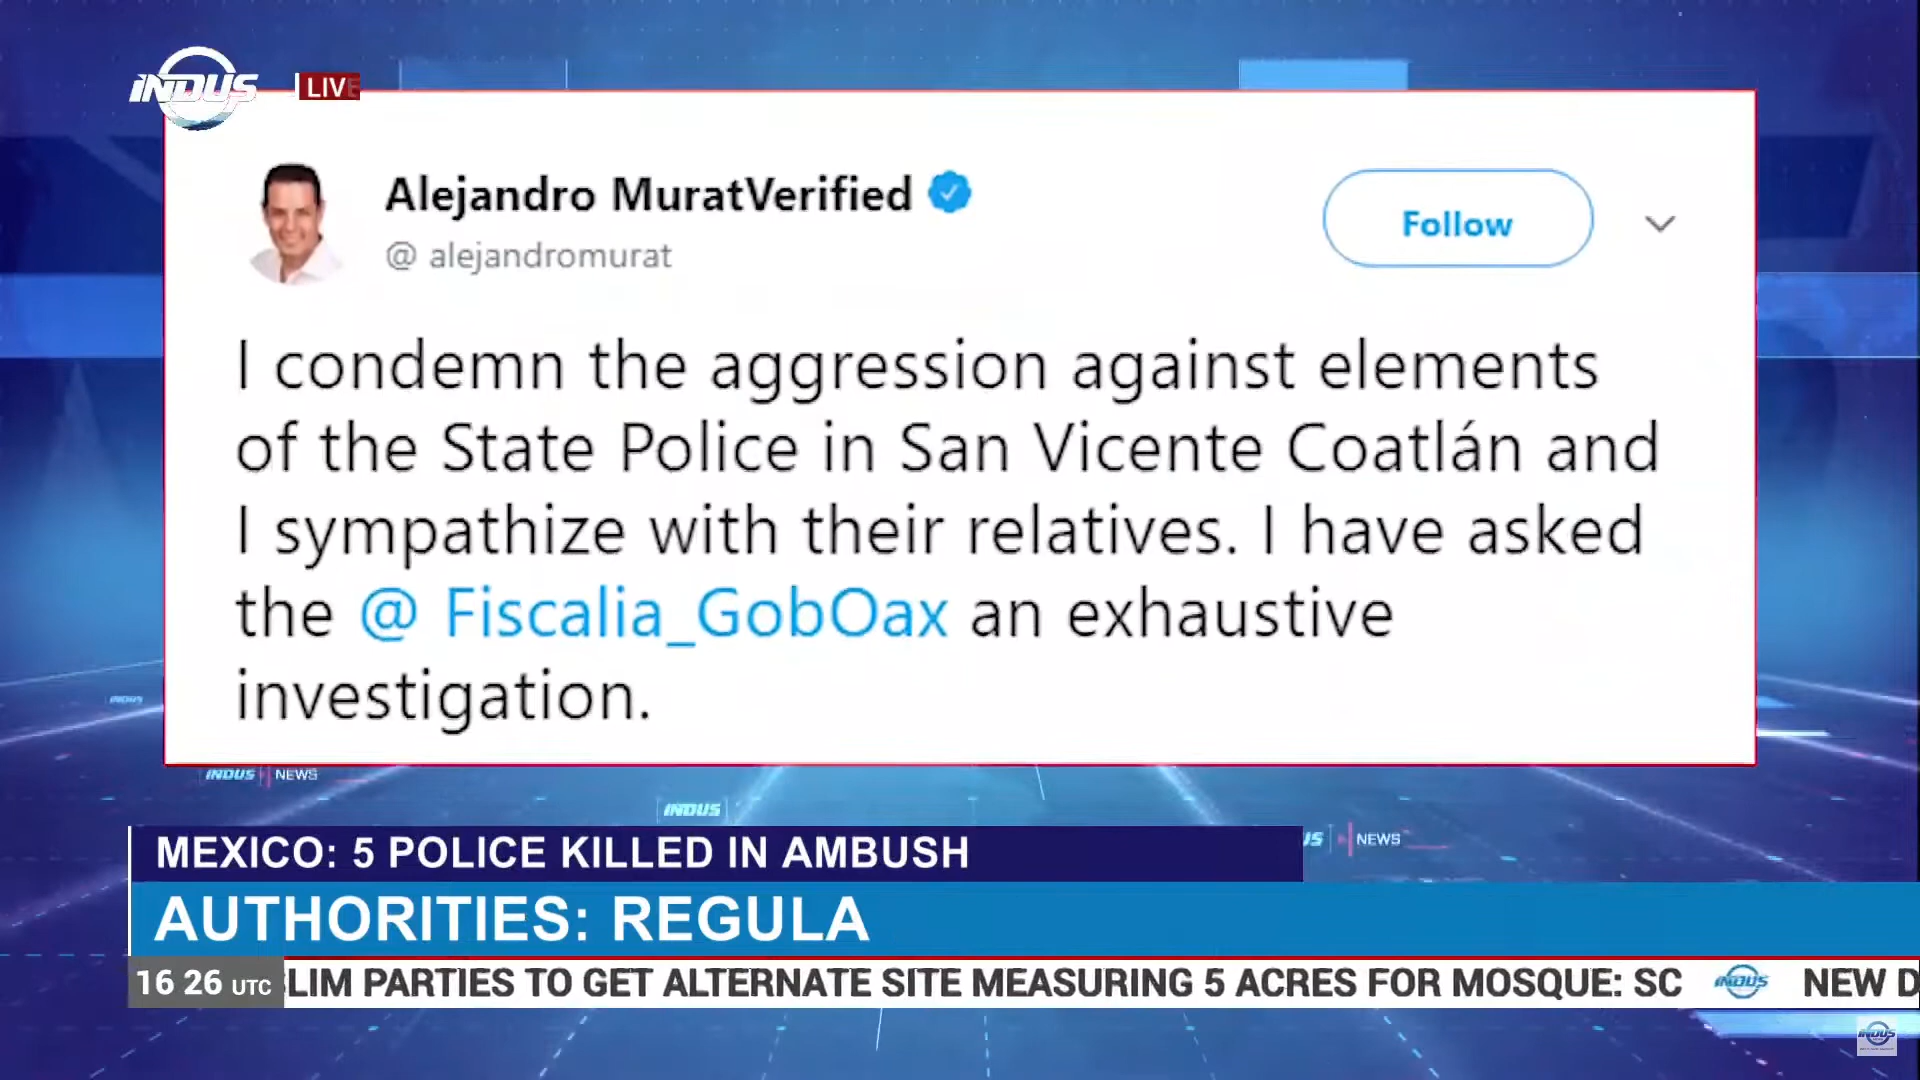 INDUS
LIVE
Alejandro MuratVerified
@ alejandromurat
Follow
I condemn the aggression against elements
of the State Police in San Vicente Coatlán and
I sympathize with their relatives. I have asked
the @ Fiscalia_GobOax an exhaustive
investigation.
INDUS
INDUS NEWS
INDUS
US NEWS
MEXICO: 5 POLICE KILLED IN AMBUSH
AUTHORITIES: REGULA
16 26 UTC
LIM PARTIES TO GET ALTERNATE SITE MEASURING 5 ACRES FOR MOSQUE: SC INDUS NEW D
INDUS